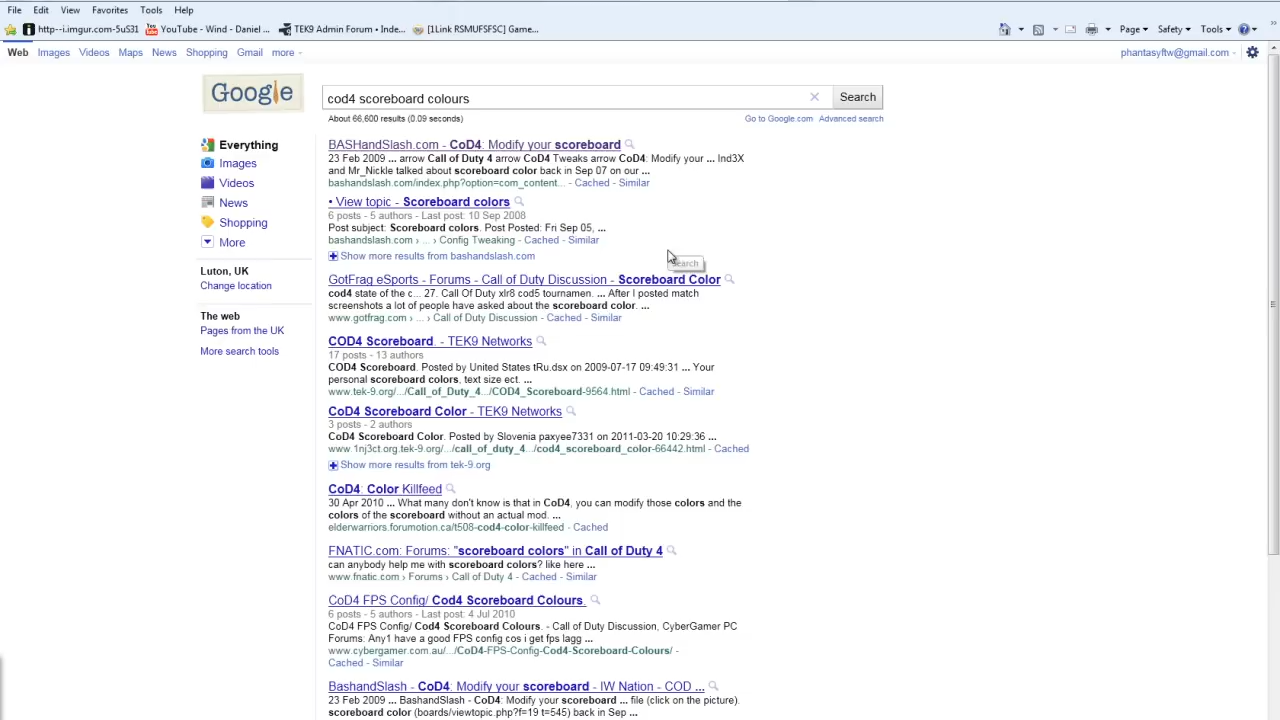 File Edit View Favorites Tools Help
http--i.imgur.com-5uS31 YouTube - Wind - Daniel ... TEK9 Admin Forum • Inde... [1Link RSMUFSFSC] Game...
Page Safety Tools
Web Images Videos Maps News Shopping Gmail more
phantasyftw@gmail.com
Google
cod4 scoreboard colours
Search
About 66,600 results (0.09 seconds)
Go to Google.com Advanced search
Everything
Images
Videos
News
Shopping
More
Luton, UK
Change location
The web
Pages from the UK
More search tools
BASHandSlash.com - CoD4: Modify your scoreboard
23 Feb 2009 ... arrow Call of Duty 4 arrow CoD4 Tweaks arrow CoD4: Modify your ... Ind3X
and Mr_Nickle talked about scoreboard color back in Sep 07 on our ...
bashandslash.com/index.php?option=com_content... - Cached - Similar
• View topic - Scoreboard colors
6 posts - 5 authors - Last post: 10 Sep 2008
Post subject: Scoreboard colors. Post Posted: Fri Sep 05, ...
bashandslash.com › ... › Config Tweaking - Cached - Similar
Show more results from bashandslash.com
Search
GotFrag eSports - Forums - Call of Duty Discussion - Scoreboard Color
cod4 state of the c... 27. Call Of Duty xlr8 cod5 tournamen. ... After I posted match
screenshots a lot of people have asked about the scoreboard color. ...
www.gotfrag.com › ... › Call of Duty Discussion - Cached - Similar
COD4 Scoreboard. - TEK9 Networks
17 posts - 13 authors
COD4 Scoreboard. Posted by United States tRu.dsx on 2009-07-17 09:49:31 ... Your
personal scoreboard colors, text size ect. ...
www.tek-9.org/.../Call_of_Duty_4.../COD4_Scoreboard-9564.html - Cached - Similar
CoD4 Scoreboard Color - TEK9 Networks
3 posts - 2 authors
CoD4 Scoreboard Color. Posted by Slovenia paxyee7331 on 2011-03-20 10:29:36 ...
www.1nj3ct.org.tek-9.org/.../call_of_duty_4.../cod4_scoreboard_color-66442.html - Cached
Show more results from tek-9.org
CoD4: Color Killfeed
30 Apr 2010 ... What many don't know is that in CoD4, you can modify those colors and the
colors of the scoreboard without an actual mod. ...
elderwarriors.forumotion.ca/t508-cod4-color-killfeed - Cached
FNATIC.com: Forums: "scoreboard colors" in Call of Duty 4
can anybody help me with scoreboard colors? like here ...
www.fnatic.com › Forums › Call of Duty 4 - Cached - Similar
CoD4 FPS Config/ Cod4 Scoreboard Colours.
6 posts - 5 authors - Last post: 4 Jul 2010
CoD4 FPS Config/ Cod4 Scoreboard Colours. - Call of Duty Discussion, CyberGamer PC
Forums: Any1 have a good FPS config cos i get fps lagg ...
www.cybergamer.com.au/.../CoD4-FPS-Config-Cod4-Scoreboard-Colours/ -
Cached - Similar
BashandSlash - CoD4: Modify your scoreboard - IW Nation - COD ...
23 Feb 2009 ... BashandSlash - CoD4: Modify your scoreboard ... file (click on the picture).
scoreboard color (boards/viewtopic.php?f=19 t=545) back in Sep ...